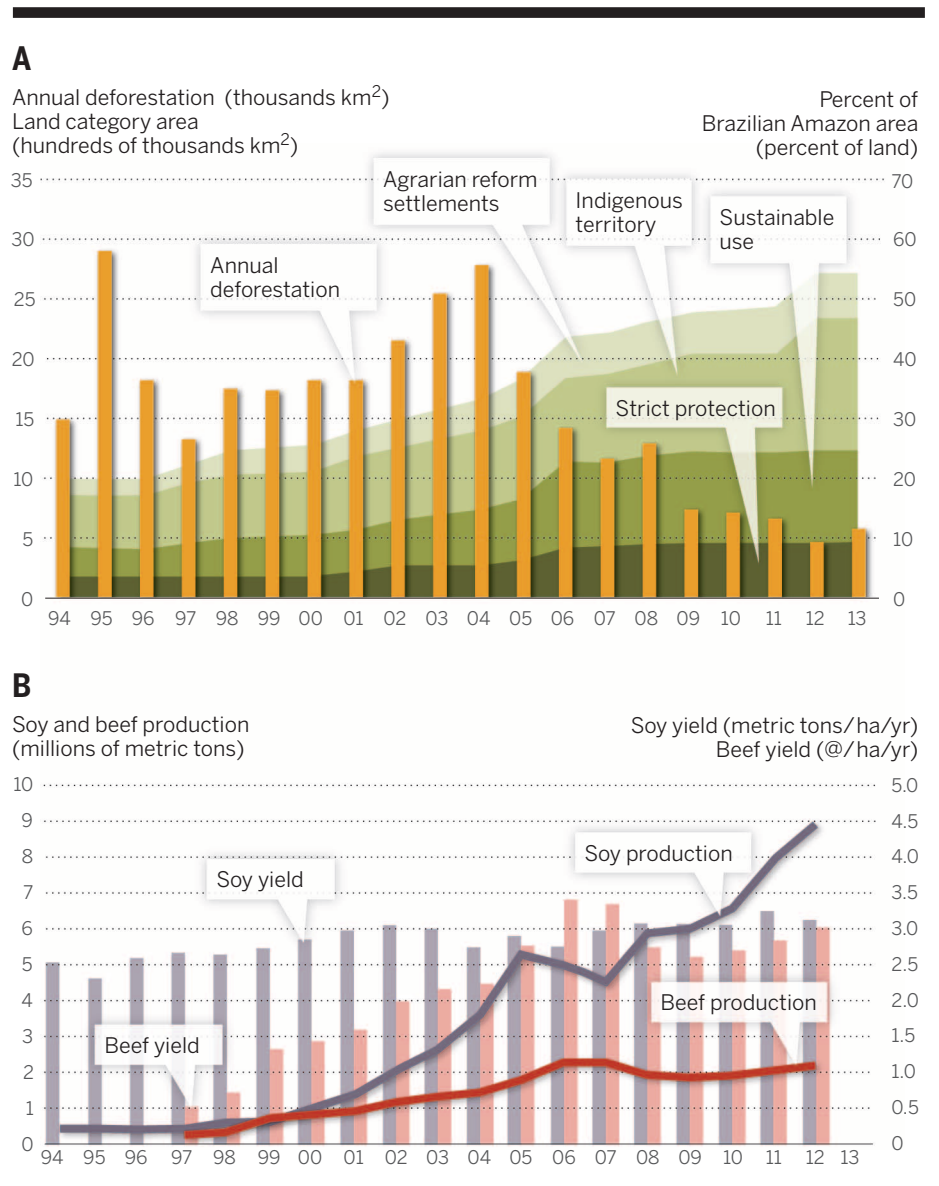 A
Annual deforestation (thousands km²)
Land category area
(hundreds of thousands km²)
Percent of
Brazilian Amazon area
(percent of land)
35
30
25
20
15
10
5
0
70
60
50
40
30
20
10
0
Agrarian reform
settlements
Indigenous
territory
Sustainable
use
Annual
deforestation
Strict protection
94 95 96 97 98 99 00 01 02 03 04 05 06 07 08 09 10 11 12 13
B
Soy and beef production
(millions of metric tons)
Soy yield (metric tons/ha/yr)
Beef yield (@/ha/yr)
10
9
8
7
6
5
4
3
2
1
0
5.0
4.5
4.0
3.5
3.0
2.5
2.0
1.5
1.0
0.5
0
Soy production
Soy yield
Beef production
Beef yield
94 95 96 97 98 99 00 01 02 03 04 05 06 07 08 09 10 11 12 13